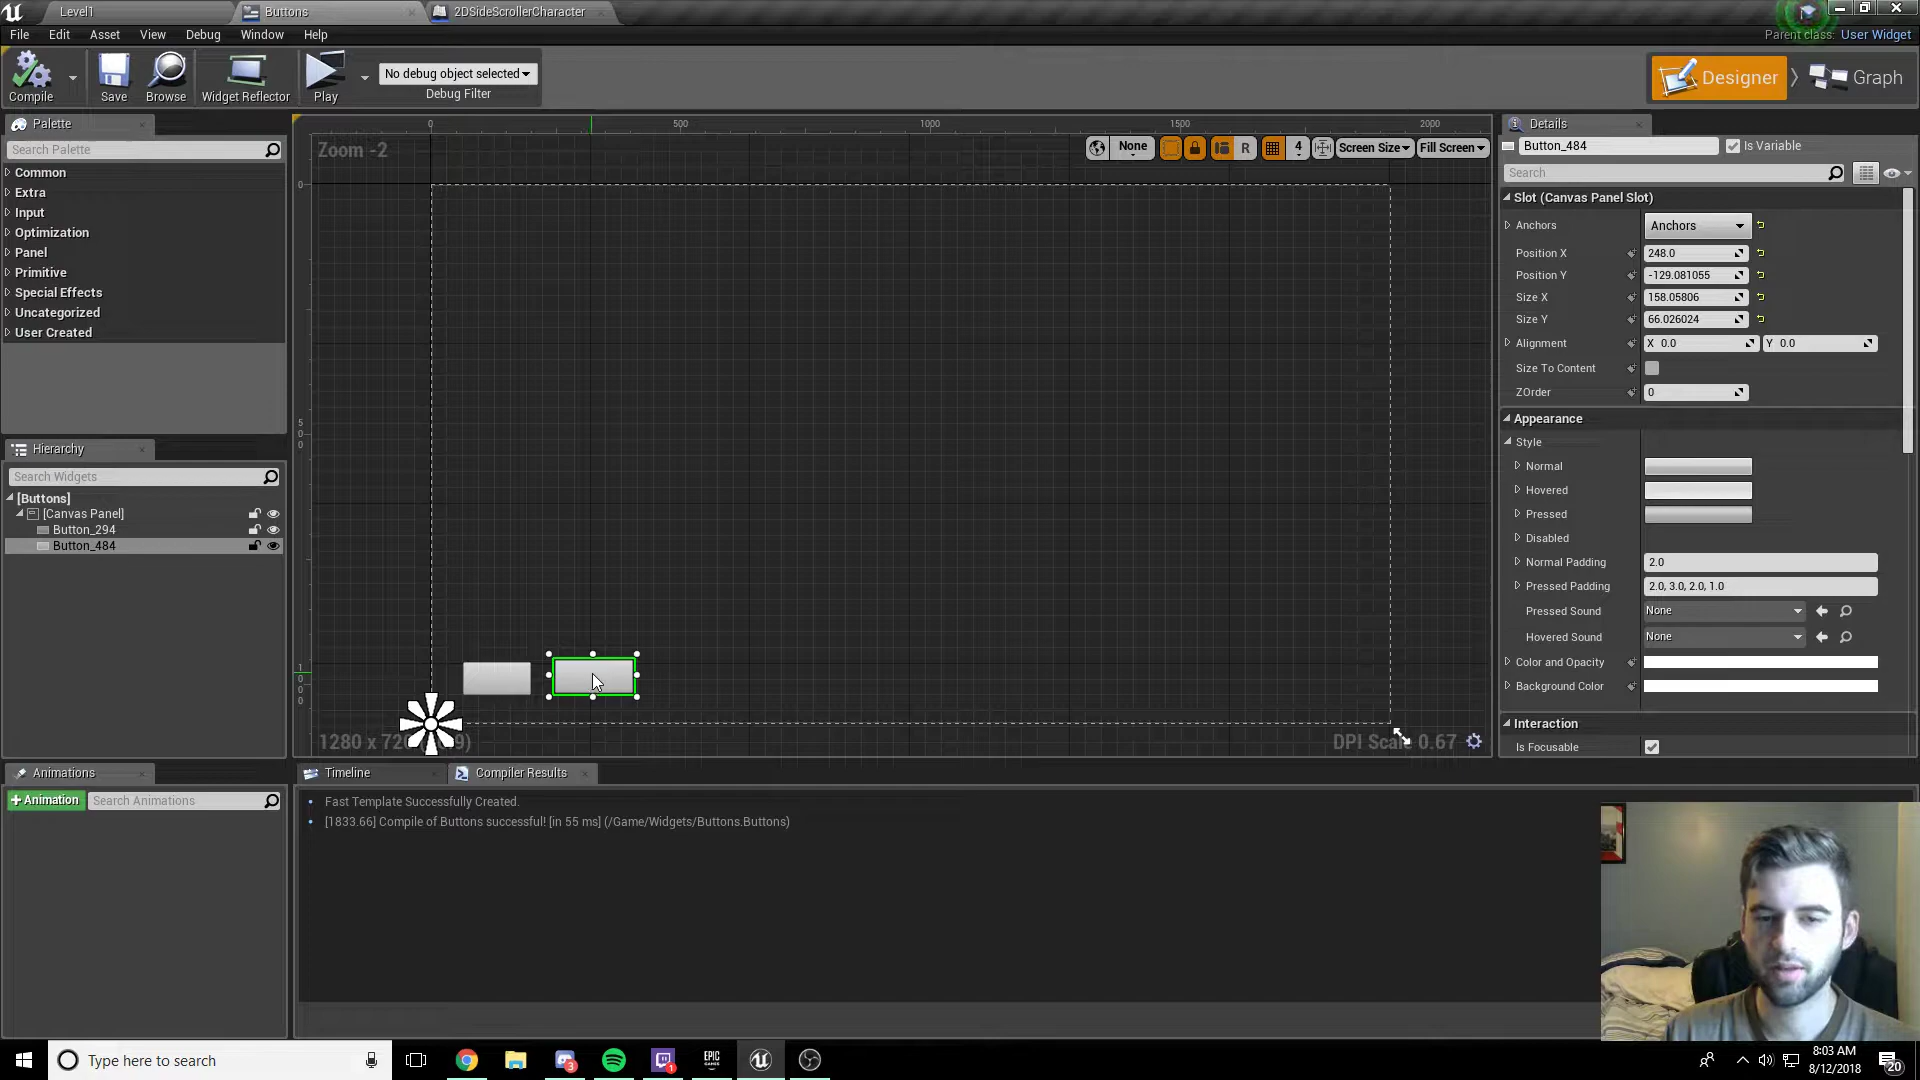 Level1
Buttons
2DSideScrollerCharacter
File
Edit
Asset
View
Debug
Window
Help
Parent class: User Widget
Compile
Save
Browse
Widget Reflector
Play
No debug object selected
Debug Filter
Designer
Graph
Palette
Search Palette
Common
Extra
Input
Optimization
Panel
Primitive
Special Effects
Uncategorized
User Created
Hierarchy
Search Widgets
[Buttons]
[Canvas Panel]
Button_294
Button_484
Animations
+Animation
Search Animations
0
500
1000
1500
2000
Zoom -2
None
R
4
Screen Size
Fill Screen
0
500
DPI Scale 0.67
Timeline
Compiler Results
Fast Template Successfully Created.
[1833.66] Compile of Buttons successful! [in 55 ms] (/Game/Widgets/Buttons.Buttons)
Details
Button_484
Is Variable
Search
Slot (Canvas Panel Slot)
Anchors
Anchors
Position X
248.0
Position Y
-129.081055
Size X
158.05806
Size Y
66.026024
Alignment
X 0.0
Y 0.0
Size To Content
ZOrder
0
Appearance
Style
Normal
Hovered
Pressed
Disabled
Normal Padding
2.0
Pressed Padding
2.0, 3.0, 2.0, 1.0
Pressed Sound
None
Hovered Sound
None
Color and Opacity
Background Color
Interaction
Is Focusable
Type here to search
3
1
EPIC
GAMES
8:03 AM
8/12/2018
20